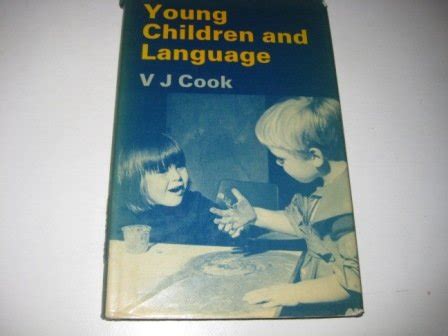 Young
Children and
Language
V J Cook